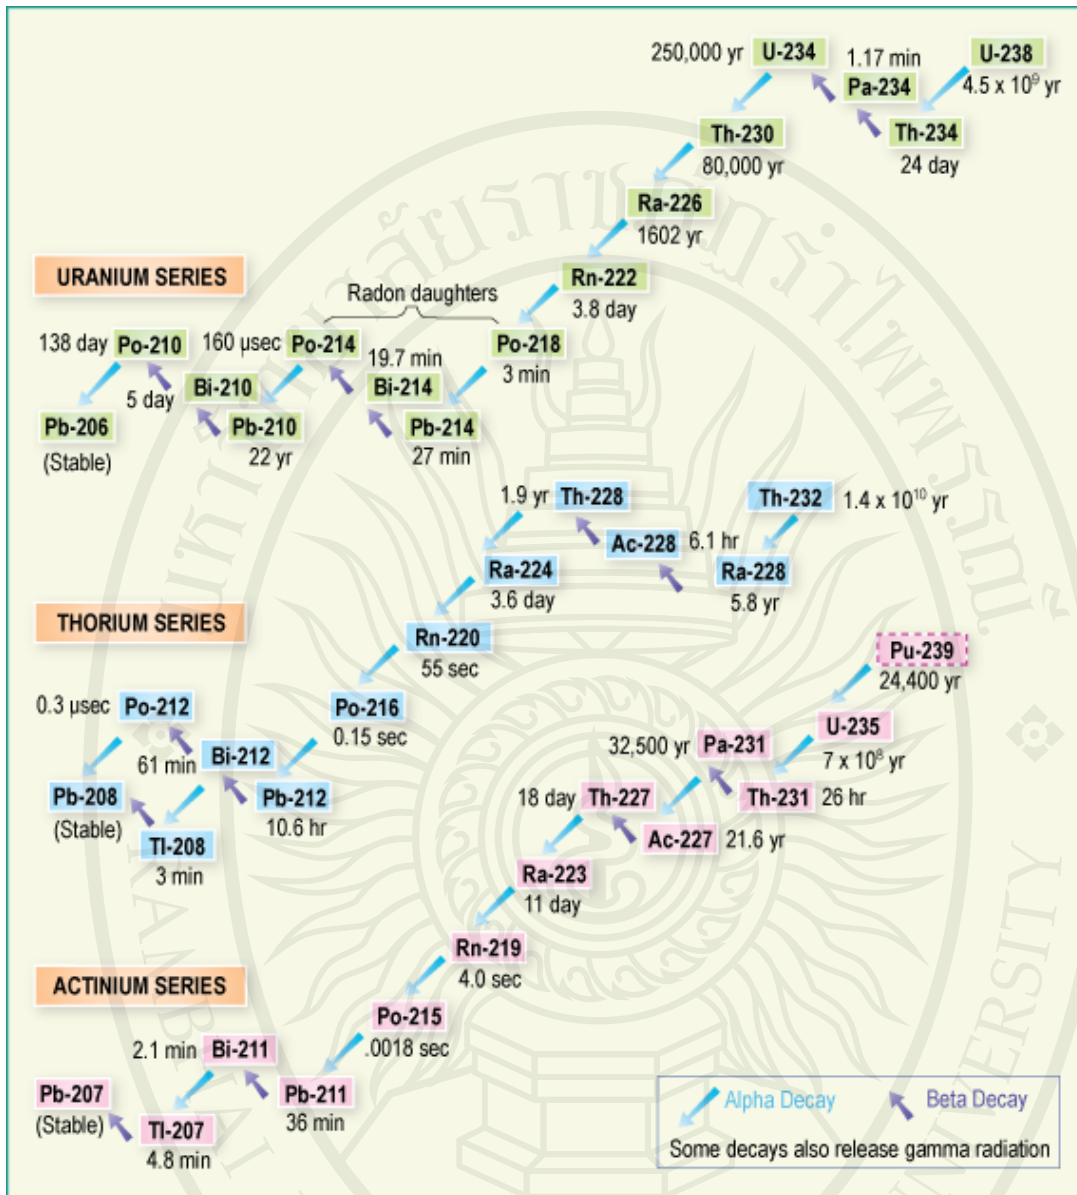 250,000 yr U-234 1.17 min U-238
Pa-234 4.5 x 10⁹ yr
Th-230 Th-234
80,000 yr 24 day
Ra-226
1602 yr
URANIUM SERIES Rn-222
Radon daughters 3.8 day
138 day Po-210 160 µsec Po-214 19.7 min Po-218
5 day Bi-210 Bi-214 3 min
Pb-206 Pb-210 Pb-214
(Stable) 22 yr 27 min
1.9 yr Th-228 Th-232 1.4 x 10¹⁰ yr
Ac-228 6.1 hr
Ra-224 Ra-228
3.6 day 5.8 yr
THORIUM SERIES Rn-220
55 sec
Pu-239
24,400 yr
0.3 µsec Po-212 Po-216
0.15 sec
U-235
7 x 10⁸ yr
61 min Bi-212 32,500 yr Pa-231
Pb-208 Pb-212 18 day Th-227 Th-231 26 hr
(Stable) 10.6 hr
Tl-208 Ac-227 21.6 yr
3 min
Ra-223
11 day
Rn-219
4.0 sec
ACTINIUM SERIES
Po-215
.0018 sec
2.1 min Bi-211
Pb-207 Pb-211
(Stable) 36 min
Tl-207
4.8 min
Alpha Decay Beta Decay
Some decays also release gamma radiation
UNIVERSITY